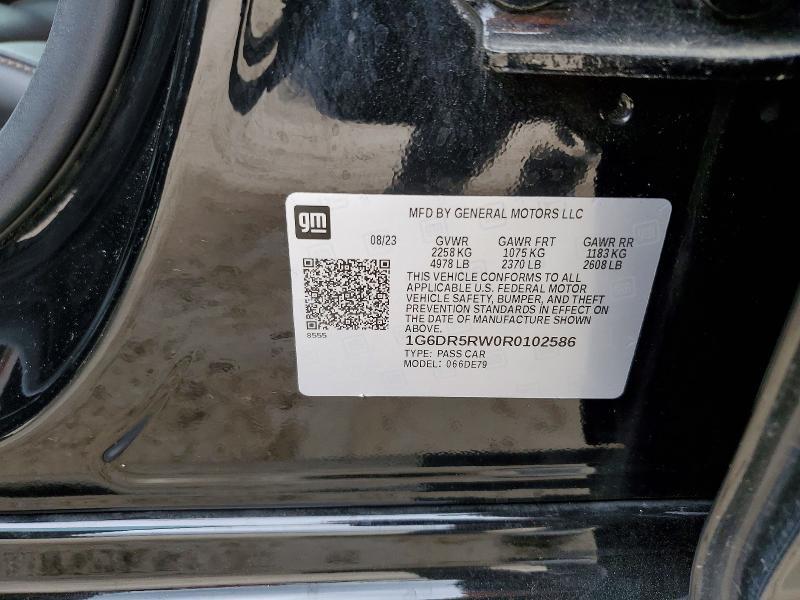 gm
MFD BY GENERAL MOTORS LLC
08/23 GVWR GAWR FRT GAWR RR
2258 KG 1075 KG 1183 KG
4978 LB 2370 LB 2608 LB
THIS VEHICLE CONFORMS TO ALL
APPLICABLE U.S. FEDERAL MOTOR
VEHICLE SAFETY, BUMPER, AND THEFT
PREVENTION STANDARDS IN EFFECT ON
THE DATE OF MANUFACTURE SHOWN
ABOVE.
8555
1G6DR5RW0R0102586
TYPE: PASS CAR
MODEL: 066DE79